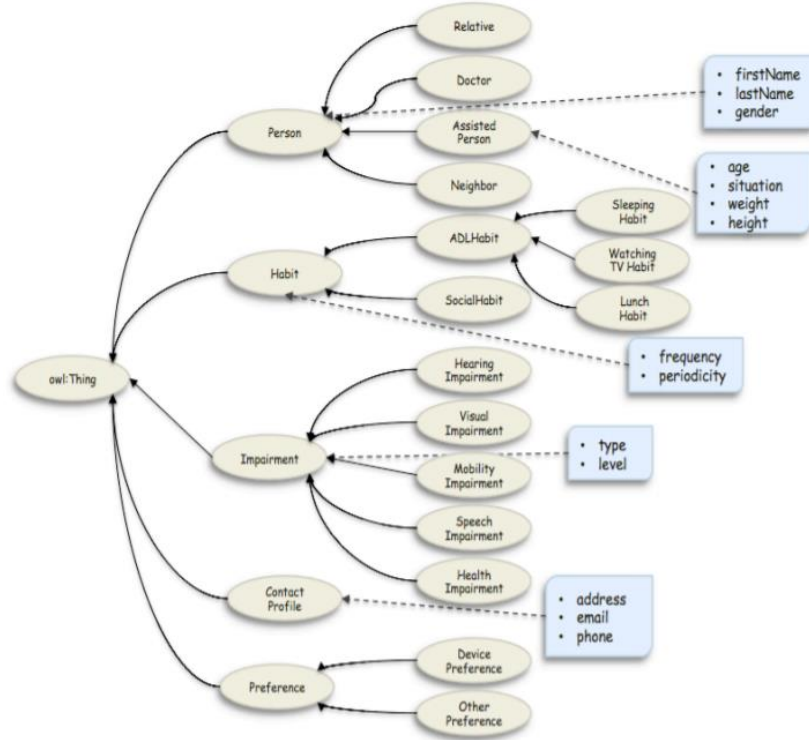 Relative
Doctor
Person
Assisted
Person
Neighbor
• firstName
• lastName
• gender
• age
• situation
• weight
• height
Sleeping
Habit
ADLHabit
Watching
TV Habit
Habit
SocialHabit
Lunch
Habit
• frequency
• periodicity
owl:Thing
Hearing
Impairment
Visual
Impairment
Impairment
Mobility
Impairment
• type
• level
Speech
Impairment
Health
Impairment
Contact
Profile
• address
• email
• phone
Device
Preference
Preference
Other
Preference